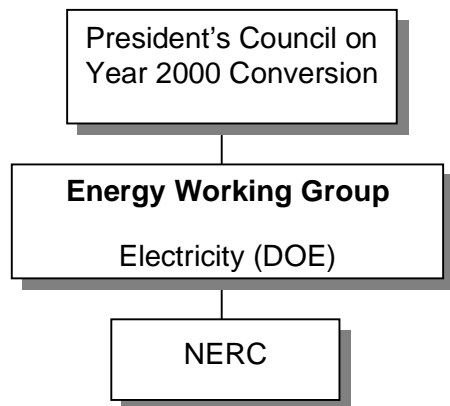 President’s Council on
Year 2000 Conversion
Energy Working Group
Electricity (DOE)
NERC